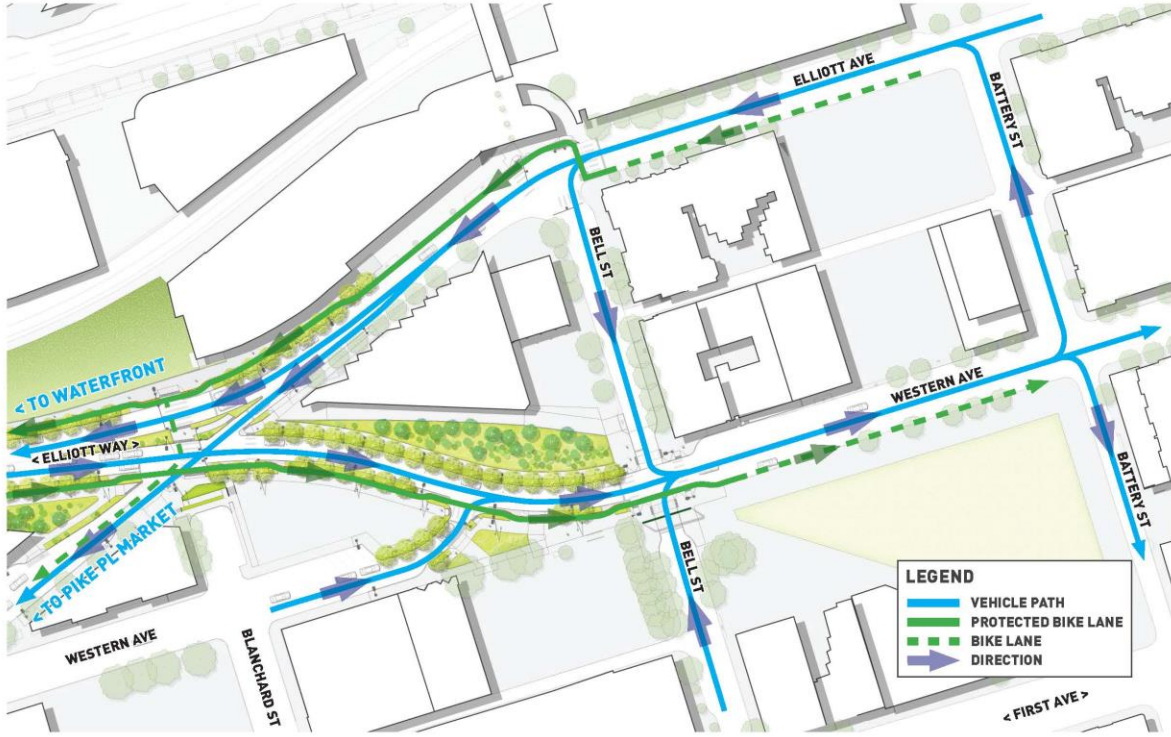 ELLIOTT AVE
BATTERY ST
BELL ST
WESTERN AVE
< TO WATERFRONT
< ELLIOTT WAY >
< TO PIKE PL MARKET
BELL ST
BATTERY ST
WESTERN AVE
BLANCHARD ST
< FIRST AVE >
LEGEND
VEHICLE PATH
PROTECTED BIKE LANE
BIKE LANE
DIRECTION